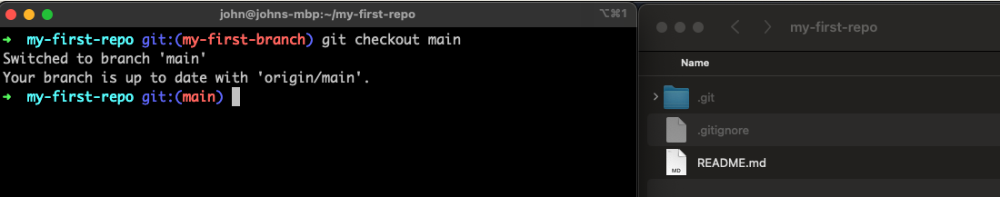 john@johns-mbp:~/my-first-repo
⌥⌘1
➜ my-first-repo git:(my-first-branch) git checkout main
Switched to branch 'main'
Your branch is up to date with 'origin/main'.
➜ my-first-repo git:(main)
my-first-repo
Name
.git
.gitignore
MD
README.md